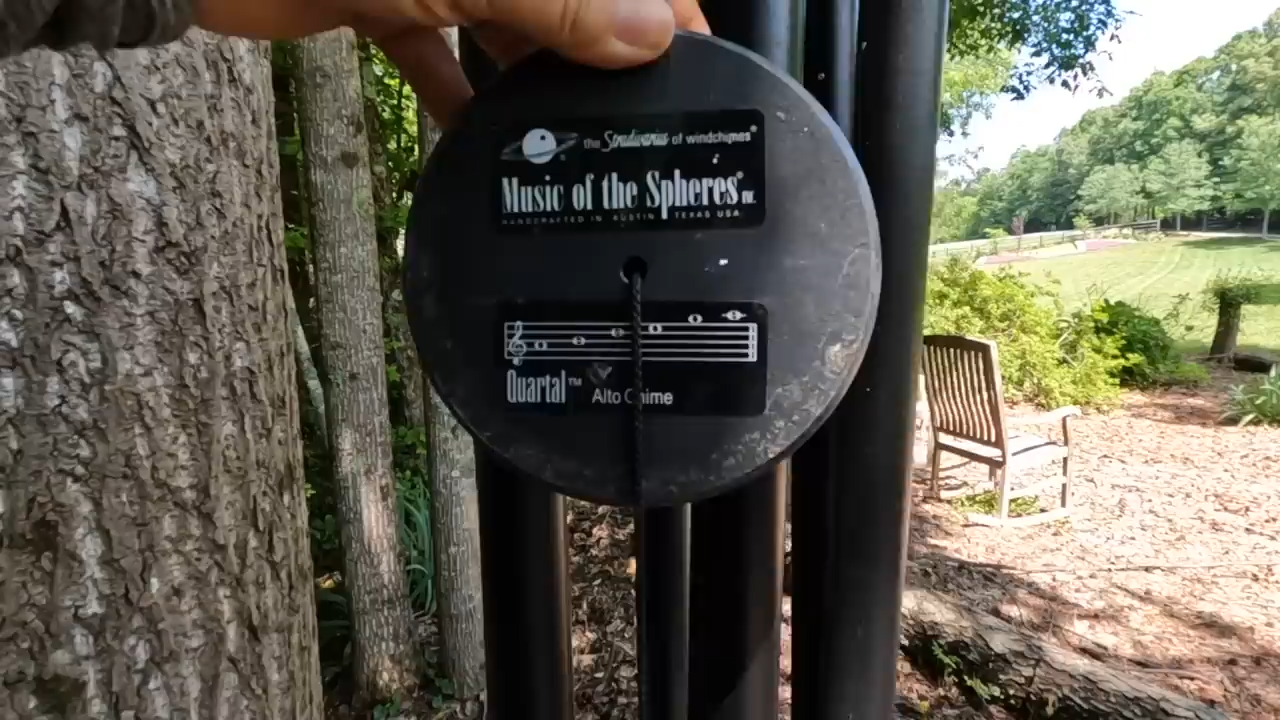 the Stradivarius of windchimes®
Music of the Spheres® INC.
HANDCRAFTED IN AUSTIN TEXAS USA
Quartal™ Alto Chime